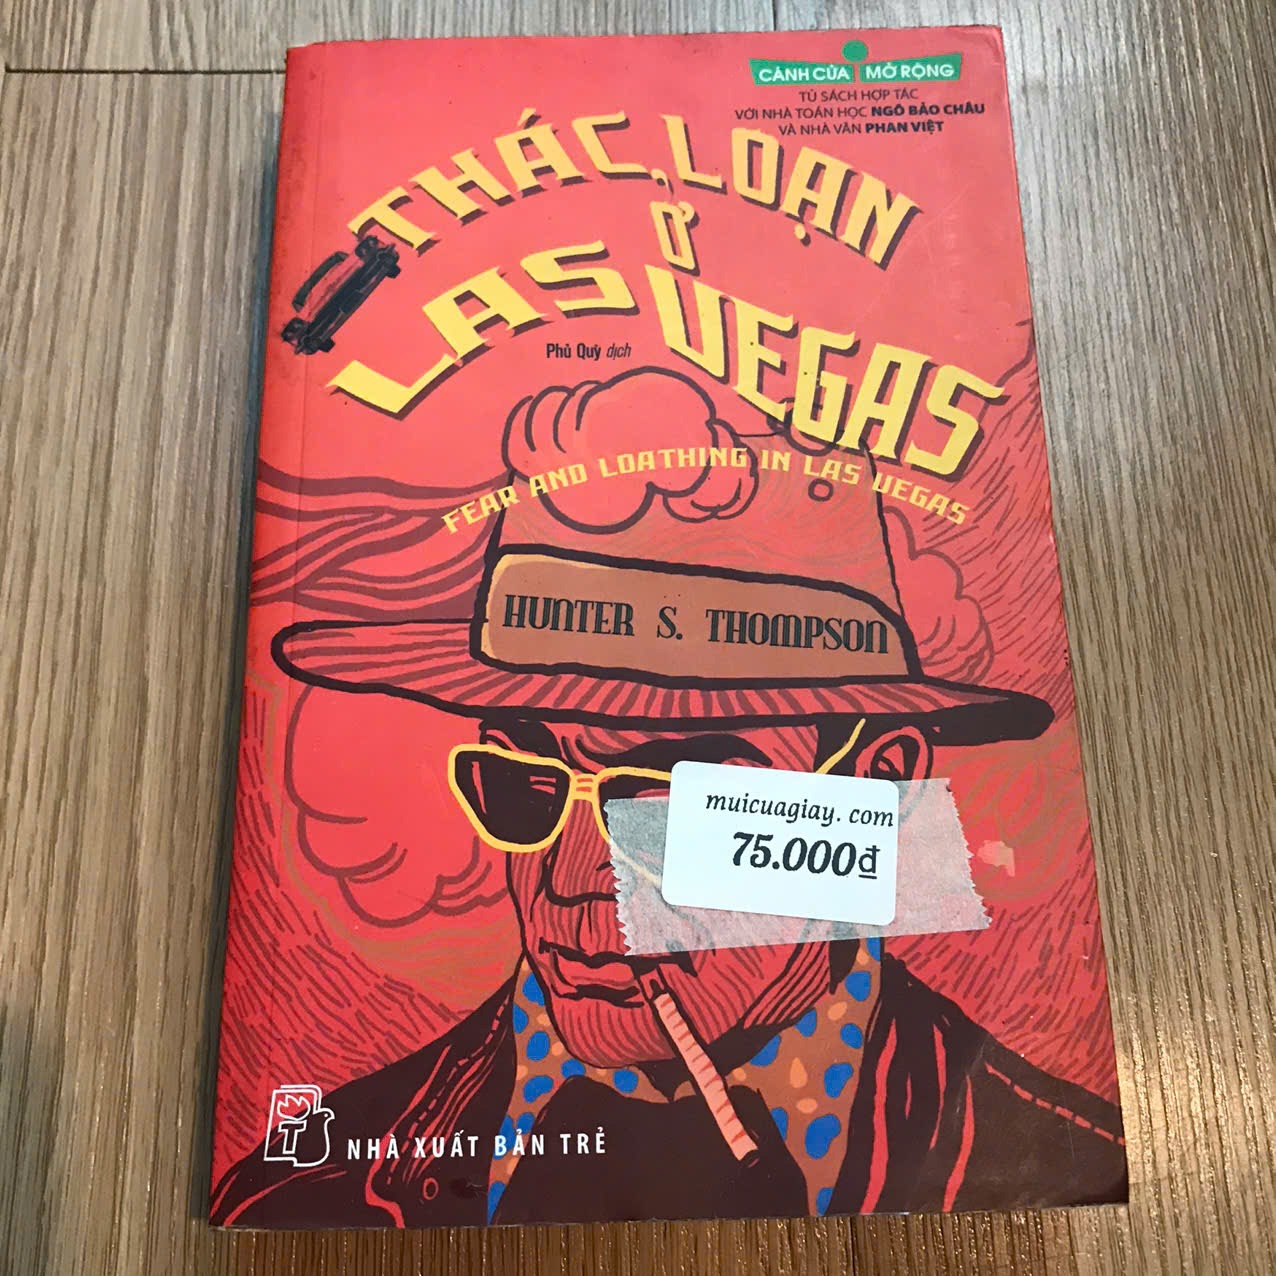 CÁNH CỬA MỞ RỘNG
TỦ SÁCH HỢP TÁC
VỚI NHÀ TOÁN HỌC NGÔ BẢO CHÂU
VÀ NHÀ VĂN PHAN VIỆT
THÁC LOẠN
Ở
LAS VEGAS
Phủ Quỳ dịch
FEAR AND LOATHING IN LAS VEGAS
HUNTER S. THOMPSON
muicuagiay. com
75.000đ
T
NHÀ XUẤT BẢN TRẺ